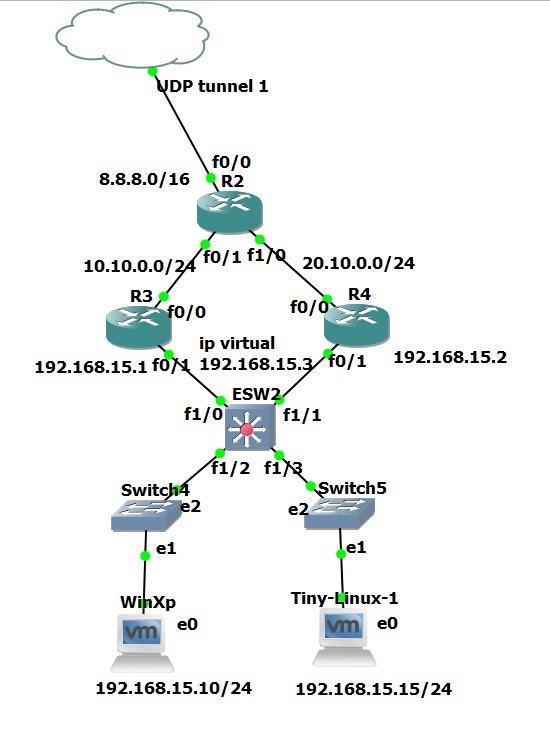 UDP tunnel 1
f0/0
8.8.8.0/16
R2
f0/1
f1/0
10.10.0.0/24
20.10.0.0/24
R3
R4
f0/0
f0/0
ip virtual
192.168.15.1
f0/1
192.168.15.3
f0/1
192.168.15.2
ESW2
f1/0
f1/1
f1/2
f1/3
Switch4
Switch5
e2
e2
e1
e1
WinXp
Tiny-Linux-1
vm
e0
vm
e0
192.168.15.10/24
192.168.15.15/24